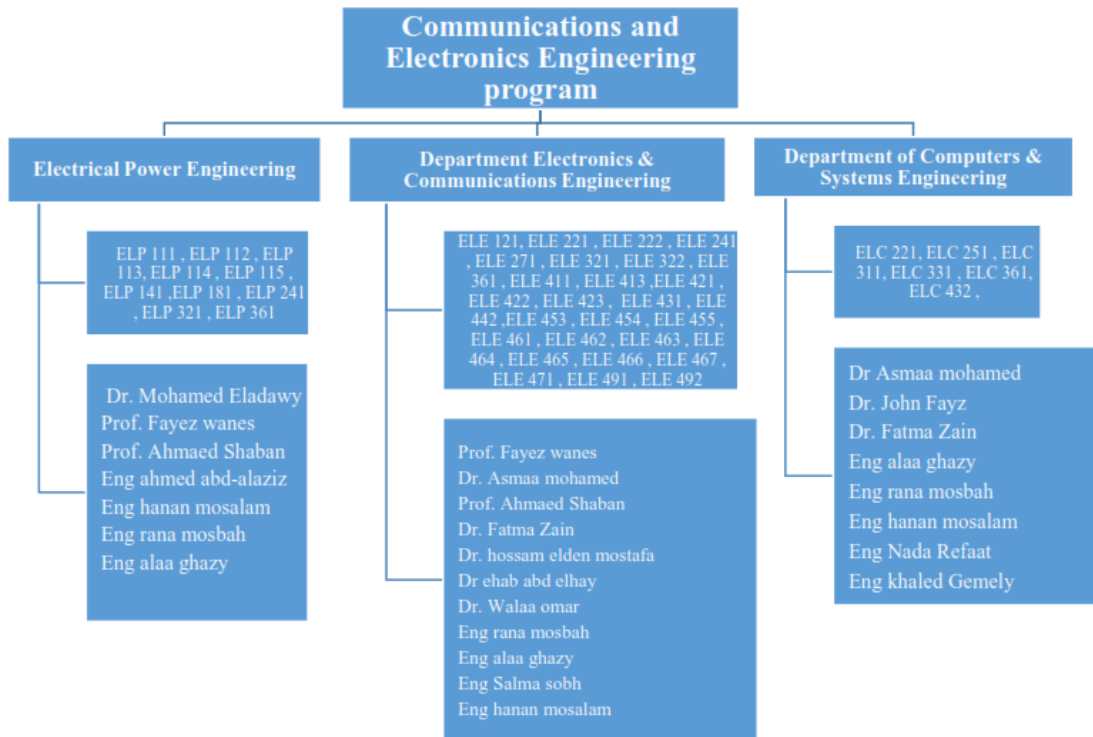 Communications and
Electronics Engineering
program
Electrical Power Engineering
ELP 111 , ELP 112 , ELP
113, ELP 114 , ELP 115 ,
ELP 141 ,ELP 181 , ELP 241
, ELP 321 , ELP 361
Dr. Mohamed Eladawy
Prof. Fayez wanes
Prof. Ahmaed Shaban
Eng ahmed abd-alaziz
Eng hanan mosalam
Eng rana mosbah
Eng alaa ghazy
Department Electronics &
Communications Engineering
ELE 121, ELE 221 , ELE 222 , ELE 241
, ELE 271 , ELE 321 , ELE 322 , ELE
361 , ELE 411 , ELE 413 ,ELE 421 ,
ELE 422 , ELE 423 , ELE 431 , ELE
442 ,ELE 453 , ELE 454 , ELE 455 ,
ELE 461 , ELE 462 , ELE 463 , ELE
464 , ELE 465 , ELE 466 , ELE 467 ,
ELE 471 , ELE 491 , ELE 492
Prof. Fayez wanes
Dr. Asmaa mohamed
Prof. Ahmaed Shaban
Dr. Fatma Zain
Dr. hossam elden mostafa
Dr ehab abd elhay
Dr. Walaa omar
Eng rana mosbah
Eng alaa ghazy
Eng Salma sobh
Eng hanan mosalam
Department of Computers &
Systems Engineering
ELC 221, ELC 251 , ELC
311, ELC 331 , ELC 361,
ELC 432 ,
Dr Asmaa mohamed
Dr. John Fayz
Dr. Fatma Zain
Eng alaa ghazy
Eng rana mosbah
Eng hanan mosalam
Eng Nada Refaat
Eng khaled Gemely